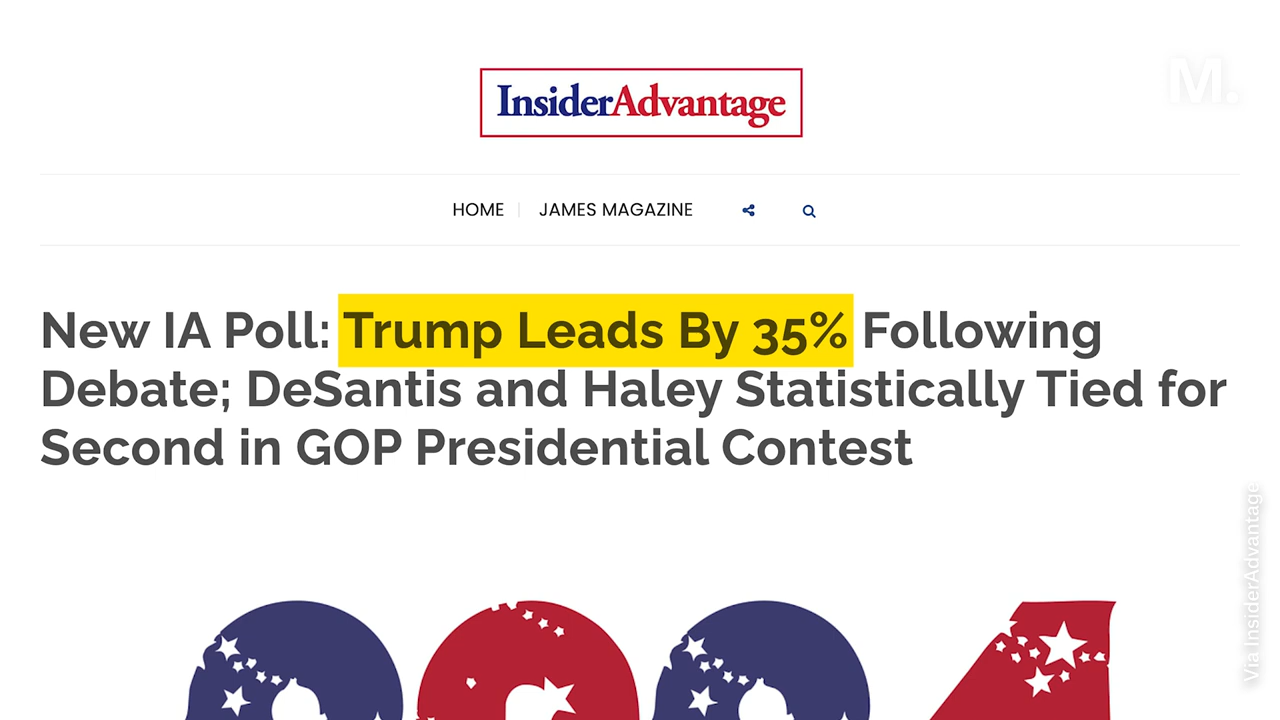 InsiderAdvantage
M.
HOME
JAMES MAGAZINE
New IA Poll: Trump Leads By 35% Following
Debate; DeSantis and Haley Statistically Tied for
Second in GOP Presidential Contest
Via InsiderAdvantage
2024